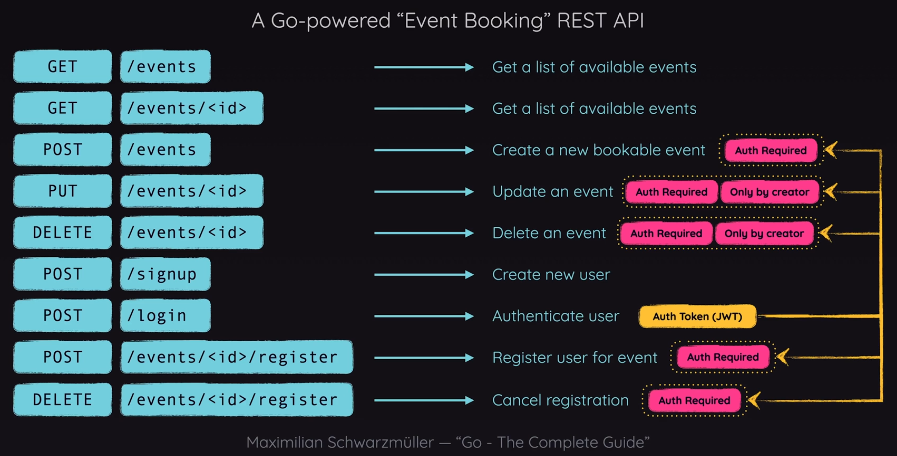 A Go-powered “Event Booking” REST API
GET /events Get a list of available events
GET /events/<id> Get a list of available events
POST /events Create a new bookable event Auth Required
PUT /events/<id> Update an event Auth Required Only by creator
DELETE /events/<id> Delete an event Auth Required Only by creator
POST /signup Create new user
POST /login Authenticate user Auth Token (JWT)
POST /events/<id>/register Register user for event Auth Required
DELETE /events/<id>/register Cancel registration Auth Required
Maximilian Schwarzmüller — “Go - The Complete Guide”